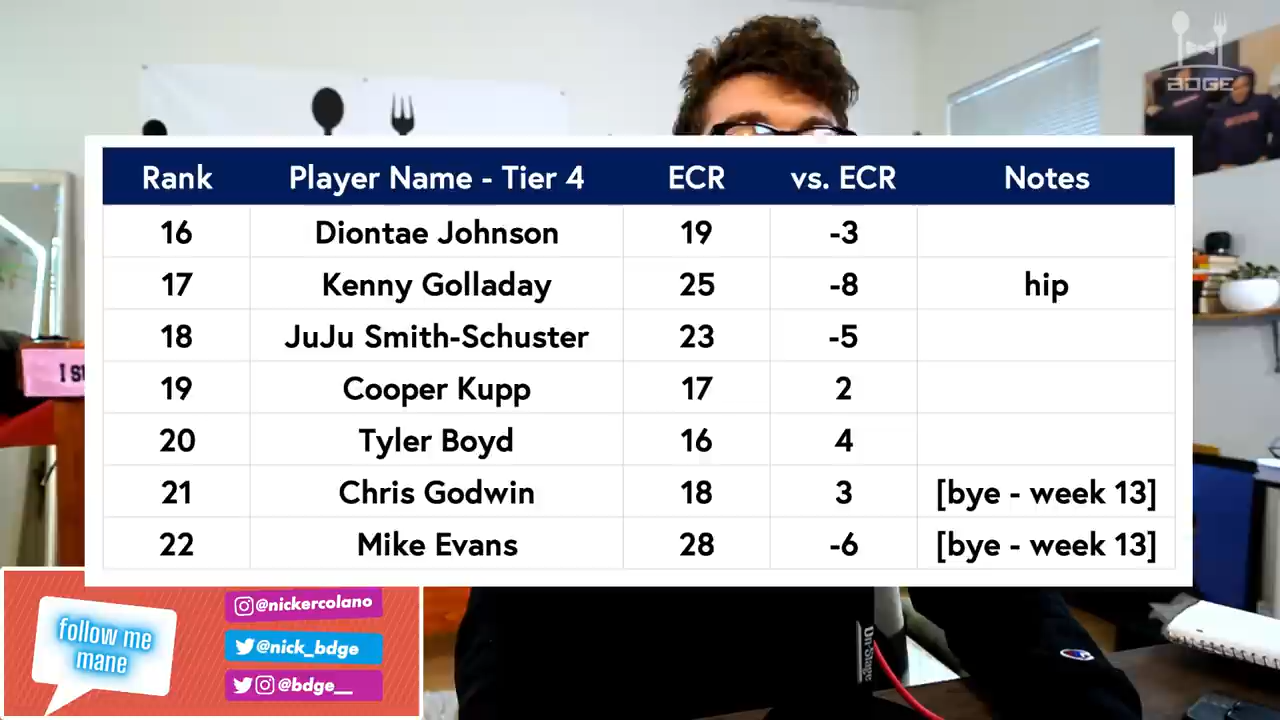 BDGE
Rank Player Name - Tier 4 ECR vs. ECR Notes
16 Diontae Johnson 19 -3
17 Kenny Golladay 25 -8 hip
18 JuJu Smith-Schuster 23 -5
19 Cooper Kupp 17 2
20 Tyler Boyd 16 4
21 Chris Godwin 18 3 [bye - week 13]
22 Mike Evans 28 -6 [bye - week 13]
I
follow me
mane
@nickercolano
@nick_bdge
@bdge__
On-Stage